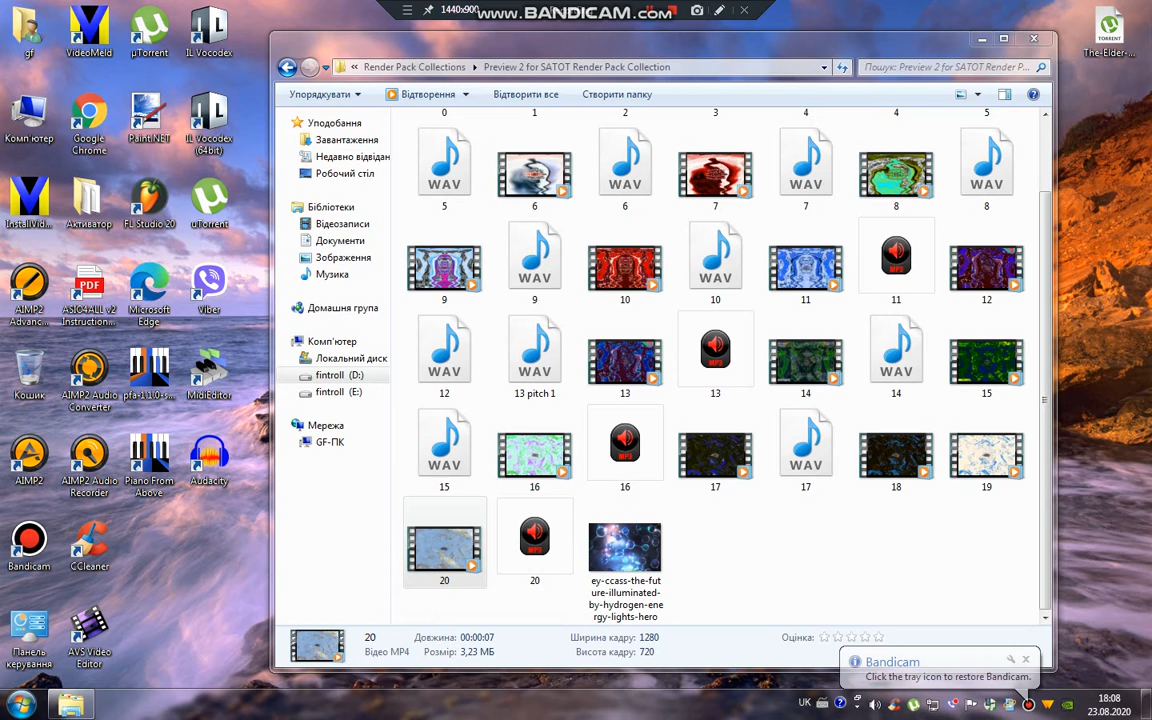 1440x900
www.BANDICAM.com
gf
VideoMeld
µTorrent
IL Vocodex
TORRENT
The-Elder-...
Комп'ютер
Google Chrome
Paint.NET
IL Vocodex (64bit)
InstallVid...
Активатор
FL Studio 20
uTorrent
AIMP2 Advanc...
PDF
ASIO4ALL v2 Instruction...
Microsoft Edge
Viber
Кошик
AIMP2 Audio Converter
pfa-1.1.0-s...
MidiEditor
AIMP2
AIMP2 Audio Recorder
Piano From Above
Audacity
Bandicam
CCleaner
Панель керування
AVS Video Editor
« Render Pack Collections ▸ Preview 2 for SATOT Render Pack Collection
Пошук: Preview 2 for SATOT Render P...
Упорядкувати
Відтворення
Відтворити все
Створити папку
Уподобання
Завантаження
Недавно відвідан
Робочий стіл
Бібліотеки
Відеозаписи
Документи
Зображення
Музика
Домашня група
Комп'ютер
Локальний диск
fintroll (D:)
fintroll (E:)
Мережа
GF-ПК
0 1 2 3 4 4 5
WAV WAV WAV WAV
5 6 6 7 7 8 8
WAV WAV MP3
9 9 10 10 11 11 12
WAV WAV MP3 WAV
12 13 pitch 1 13 13 14 14 15
WAV MP3 WAV
15 16 16 17 17 18 19
MP3
20 20
ey-ccass-the-fut
ure-illuminated-
by-hydrogen-ene
rgy-lights-hero
20 Довжина: 00:00:07 Ширина кадру: 1280 Оцінка:
Відео MP4 Розмір: 3,23 МБ Висота кадру: 720
Bandicam
Click the tray icon to restore Bandicam.
UK
18:08
23.08.2020